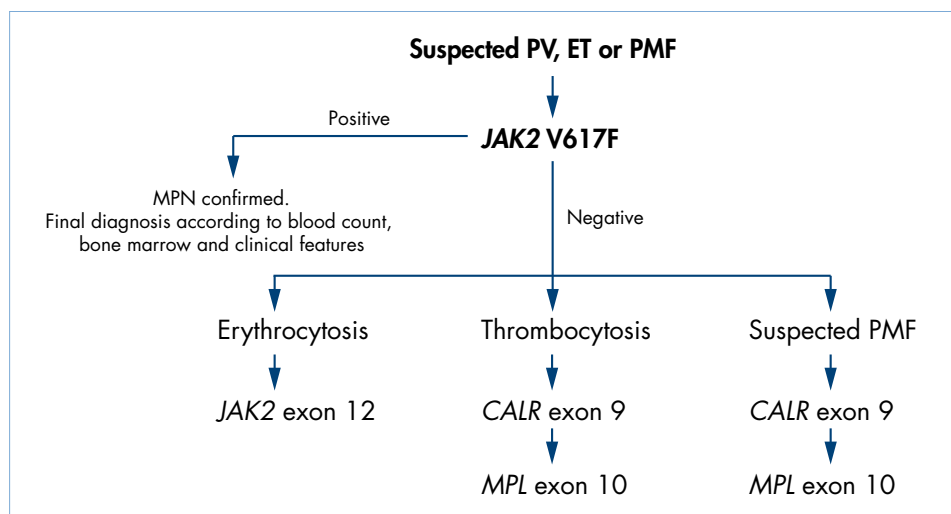 Suspected PV, ET or PMF
Positive
JAK2 V617F
MPN confirmed.
Final diagnosis according to blood count,
bone marrow and clinical features
Negative
Erythrocytosis
Thrombocytosis
Suspected PMF
JAK2 exon 12
CALR exon 9
CALR exon 9
MPL exon 10
MPL exon 10